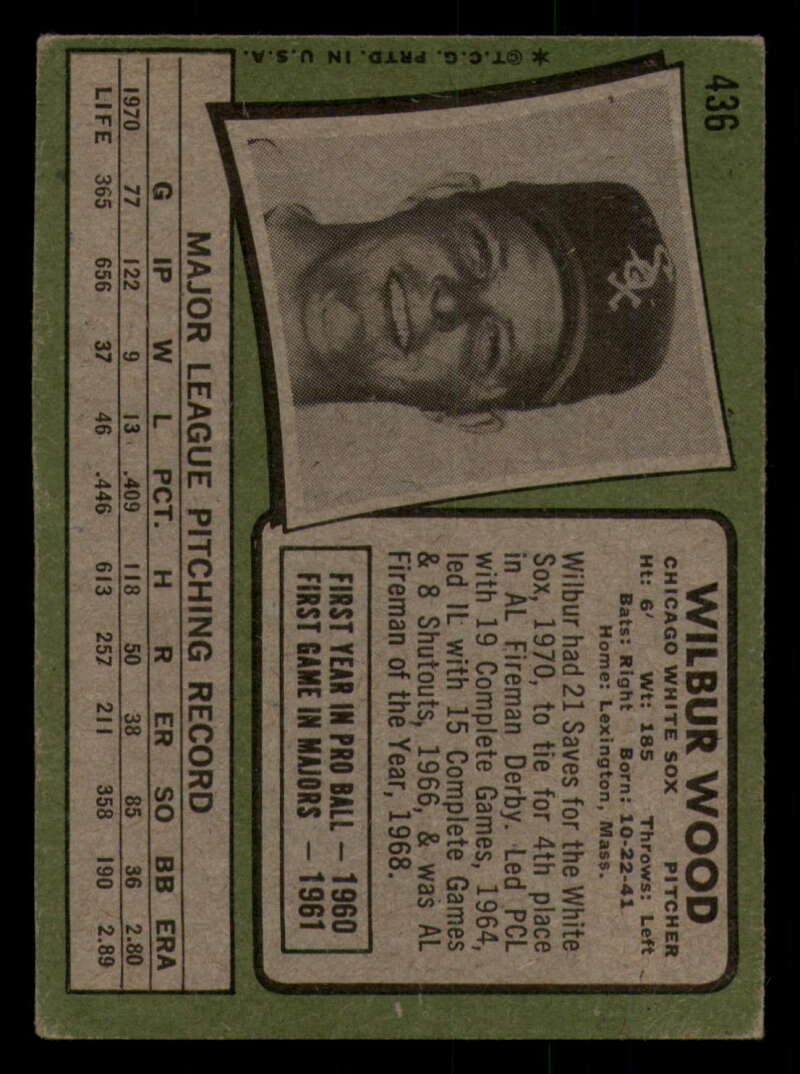 436
WILBUR WOOD
CHICAGO WHITE SOX PITCHER
Ht: 6' Wt: 185 Throws: Left
Bats: Right Born: 10-22-41
Home: Lexington, Mass.
Wilbur had 21 Saves for the White
Sox, 1970, to tie for 4th place
in AL Fireman Derby. Led PCL
with 19 Complete Games, 1964,
led IL with 15 Complete Games
& 8 Shutouts, 1966, & was AL
Fireman of the Year, 1968.
FIRST YEAR IN PRO BALL — 1960
FIRST GAME IN MAJORS — 1961
*©T.C.G. PRTD. IN U.S.A.
MAJOR LEAGUE PITCHING RECORD
G IP W L PCT. H R ER SO BB ERA
1970 77 122 9 13 .409 118 50 38 85 36 2.80
LIFE 365 656 37 46 .446 613 257 211 358 190 2.89
SOX